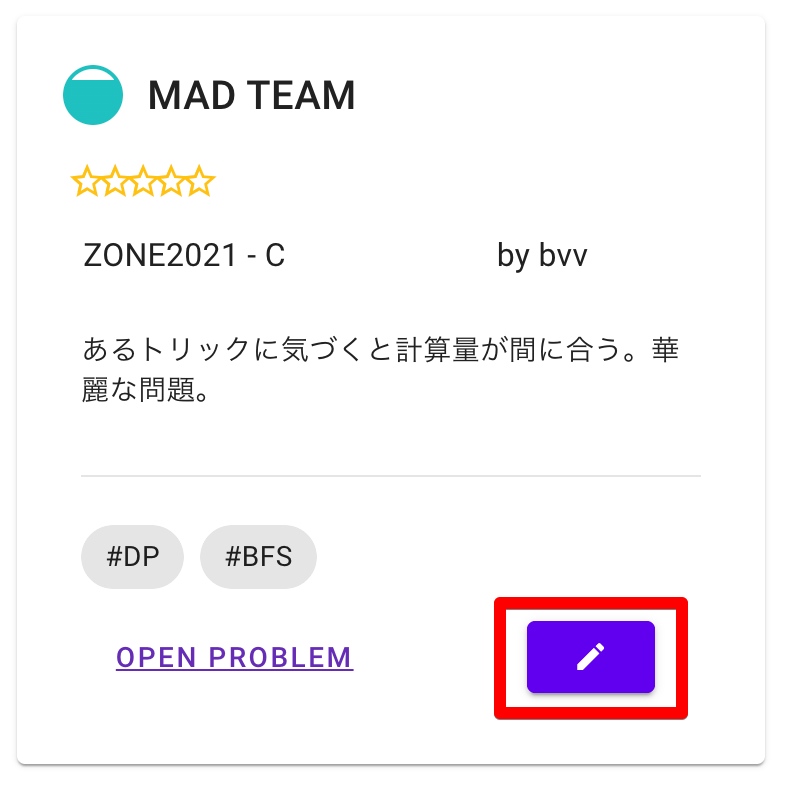 MAD TEAM
ZONE2021 - C
by bvv
あるトリックに気づくと計算量が間に合う。華
麗な問題。
#DP
#BFS
OPEN PROBLEM